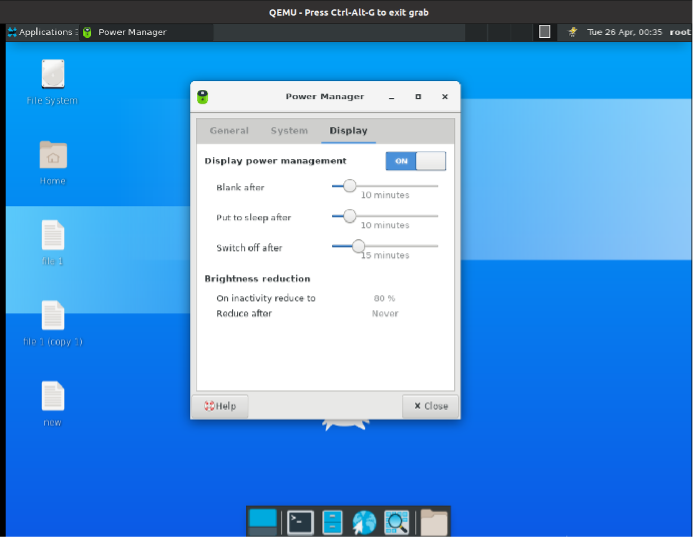 QEMU - Press Ctrl-Alt-G to exit grab
Applications Power Manager Tue 26 Apr, 00:35 root
File System
Home
file 1
file 1 (copy 1)
new
Power Manager
General System Display
Display power management ON
Blank after
10 minutes
Put to sleep after
10 minutes
Switch off after
15 minutes
Brightness reduction
On inactivity reduce to 80 %
Reduce after Never
Help Close